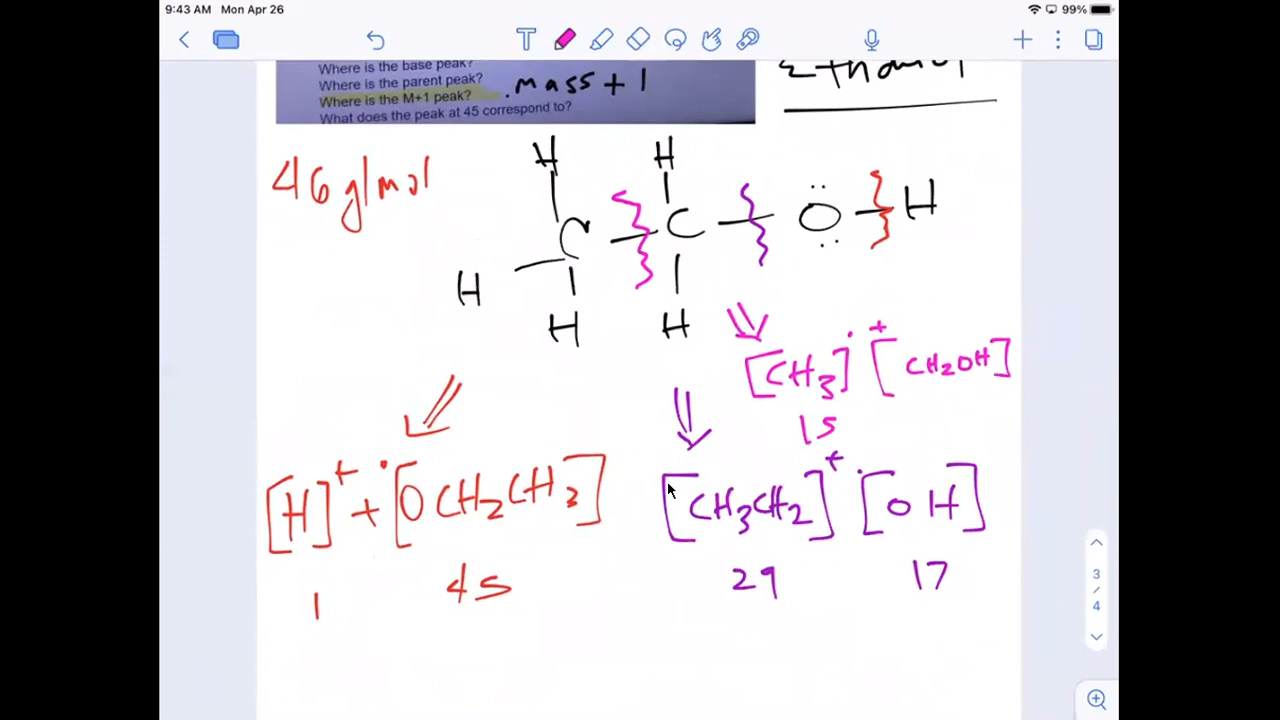 9:43 AM Mon Apr 26
99%
T
Where is the base peak?
Where is the parent peak?
Where is the M+1 peak?
. mass + 1
What does the peak at 45 correspond to?
46 g/mol
H H
H C C O H
H H
[CH3]· +[CH2OH]
15
[H]+ + ·[OCH2CH3]
1 45
[CH3CH2]+ ·[OH]
29 17
3
/
4